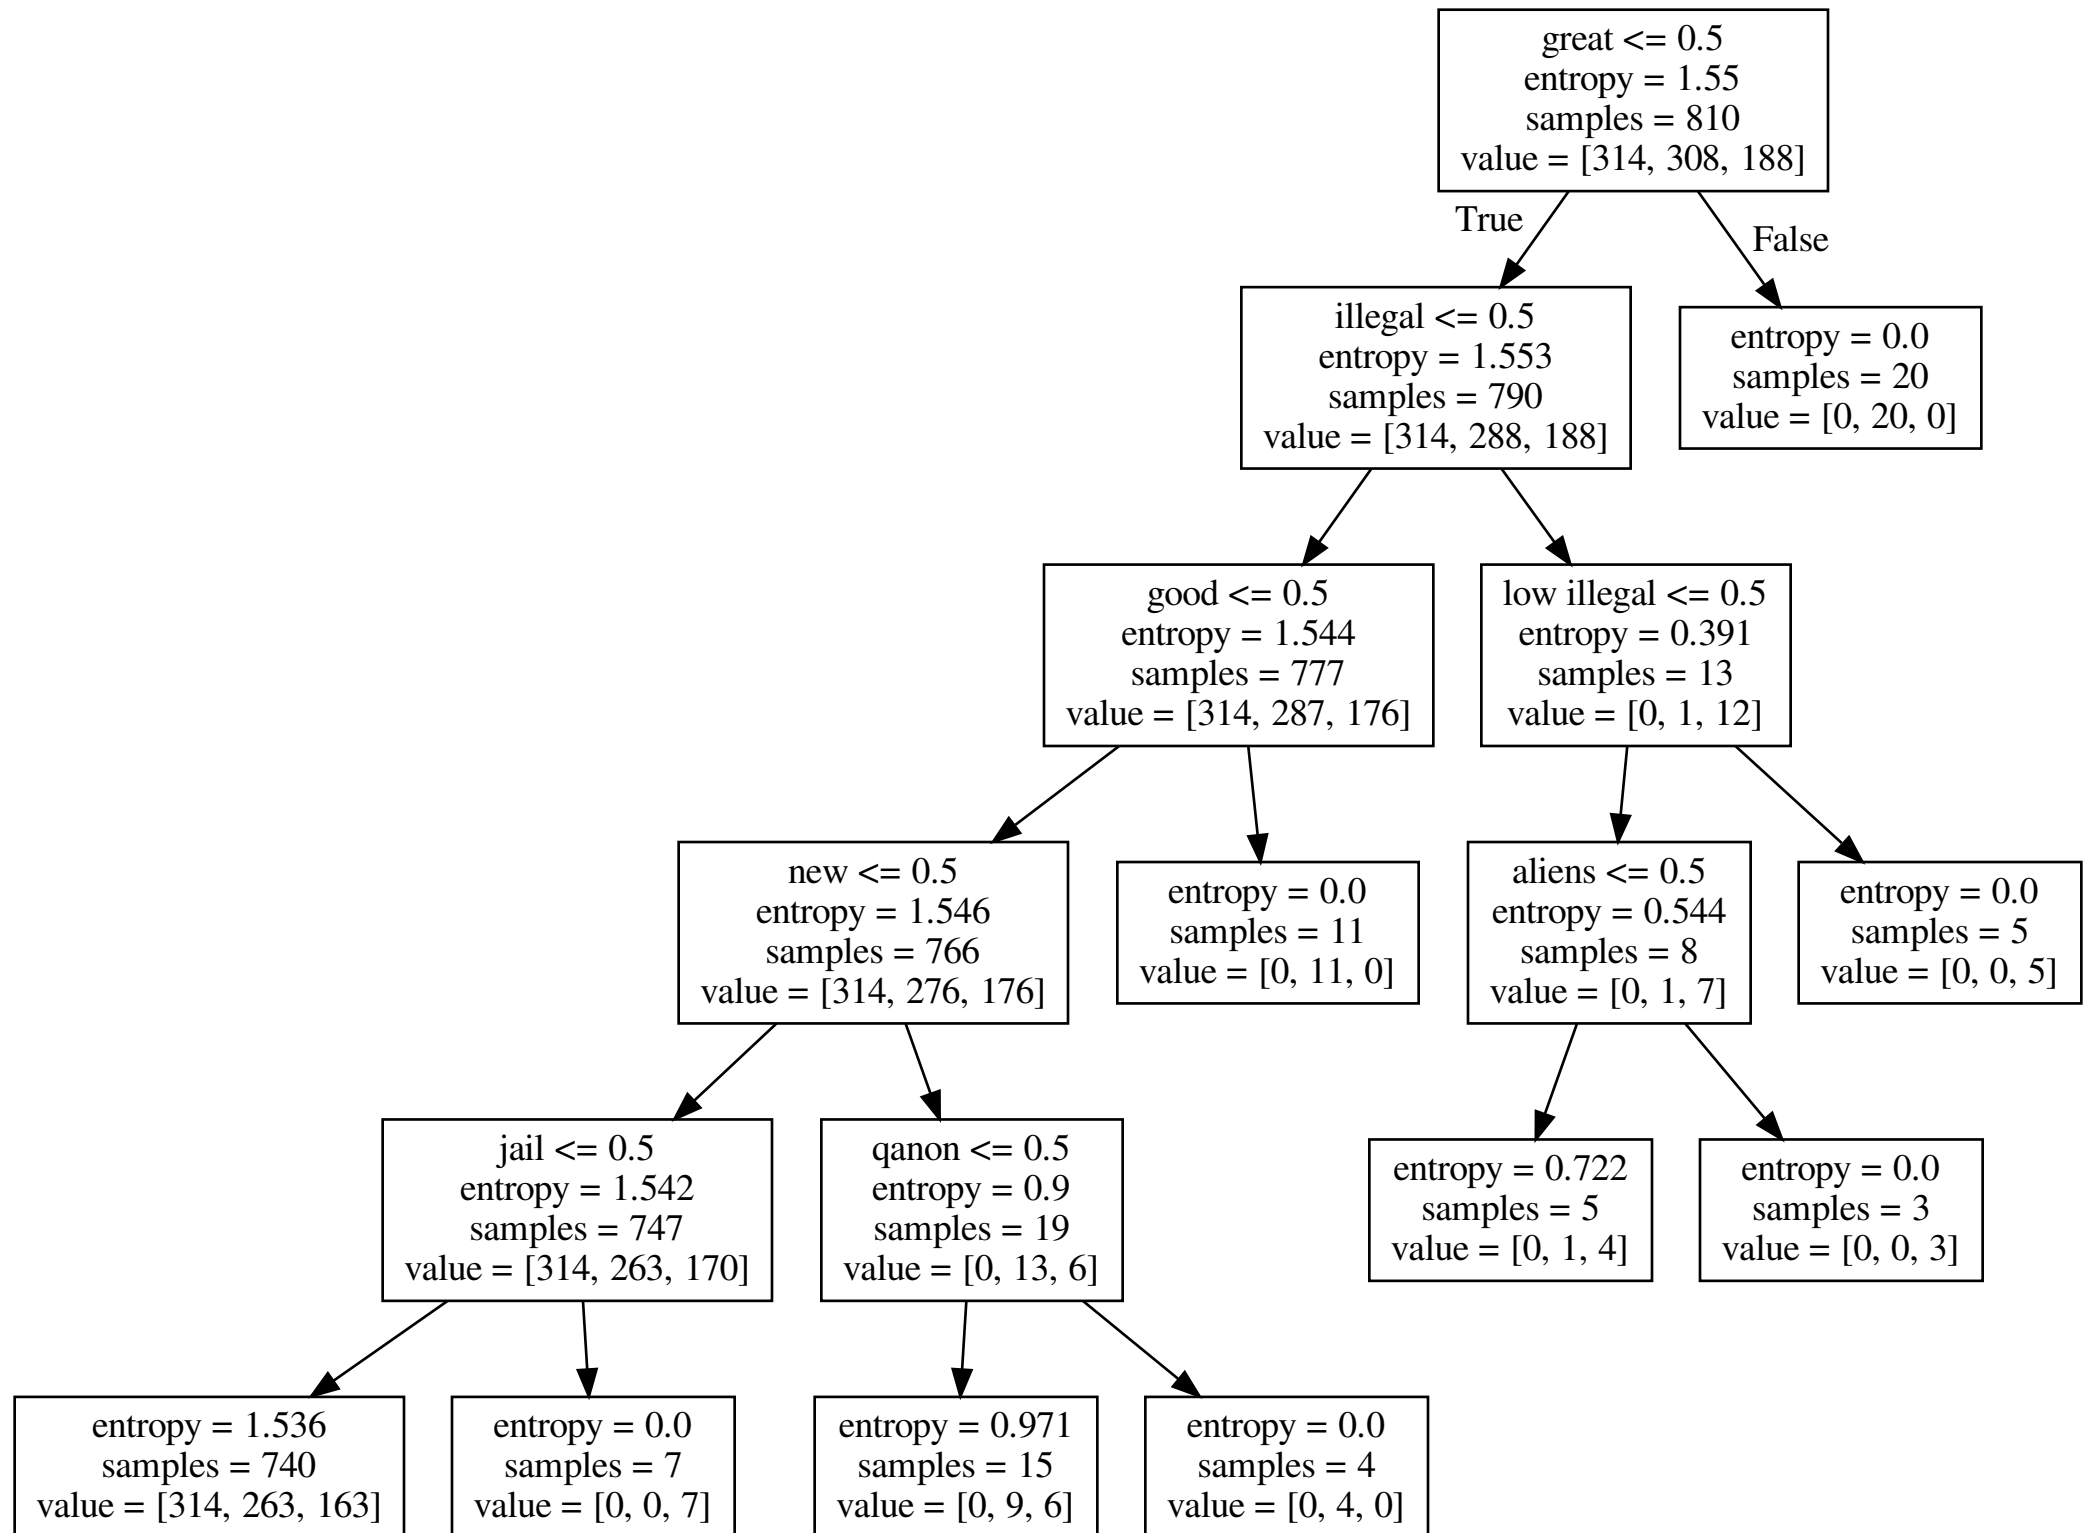 great <= 0.5
entropy = 1.55
samples = 810
value = [314, 308, 188]
True
False
illegal <= 0.5
entropy = 1.553
samples = 790
value = [314, 288, 188]
entropy = 0.0
samples = 20
value = [0, 20, 0]
good <= 0.5
entropy = 1.544
samples = 777
value = [314, 287, 176]
low illegal <= 0.5
entropy = 0.391
samples = 13
value = [0, 1, 12]
new <= 0.5
entropy = 1.546
samples = 766
value = [314, 276, 176]
entropy = 0.0
samples = 11
value = [0, 11, 0]
aliens <= 0.5
entropy = 0.544
samples = 8
value = [0, 1, 7]
entropy = 0.0
samples = 5
value = [0, 0, 5]
jail <= 0.5
entropy = 1.542
samples = 747
value = [314, 263, 170]
qanon <= 0.5
entropy = 0.9
samples = 19
value = [0, 13, 6]
entropy = 0.722
samples = 5
value = [0, 1, 4]
entropy = 0.0
samples = 3
value = [0, 0, 3]
entropy = 1.536
samples = 740
value = [314, 263, 163]
entropy = 0.0
samples = 7
value = [0, 0, 7]
entropy = 0.971
samples = 15
value = [0, 9, 6]
entropy = 0.0
samples = 4
value = [0, 4, 0]